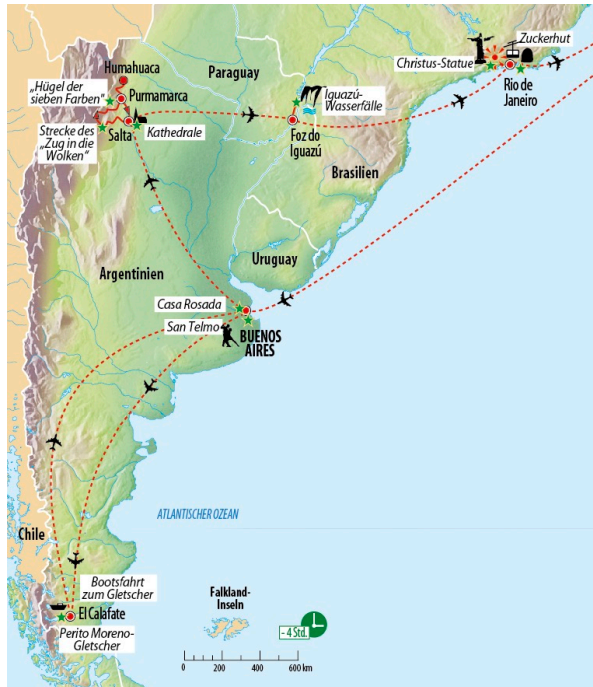 Zuckerhut
Christus-Statue
Rio de
Janeiro
Humahuaca
Paraguay
„Hügel der
sieben Farben"
Purmamarca
Iguazú-
Wasserfälle
Strecke des
„Zug in die
Wolken"
Salta
Kathedrale
Foz do
Iguazú
Brasilien
Uruguay
Argentinien
Casa Rosada
San Telmo
BUENOS
AIRES
ATLANTISCHER OZEAN
Chile
Bootsfahrt
zum Gletscher
El Calafate
Perito Moreno-
Gletscher
Falkland-
Inseln
- 4 Std.
0 200 400 600 km